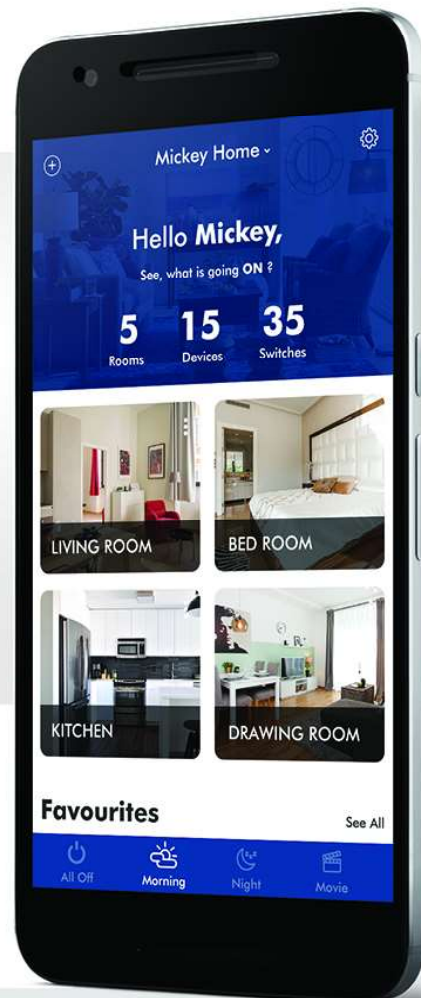 Mickey Home
Hello Mickey,
See, what is going ON ?
5 15 35
Rooms Devices Switches
LIVING ROOM BED ROOM
KITCHEN DRAWING ROOM
Favourites See All
All Off Morning Night Movie